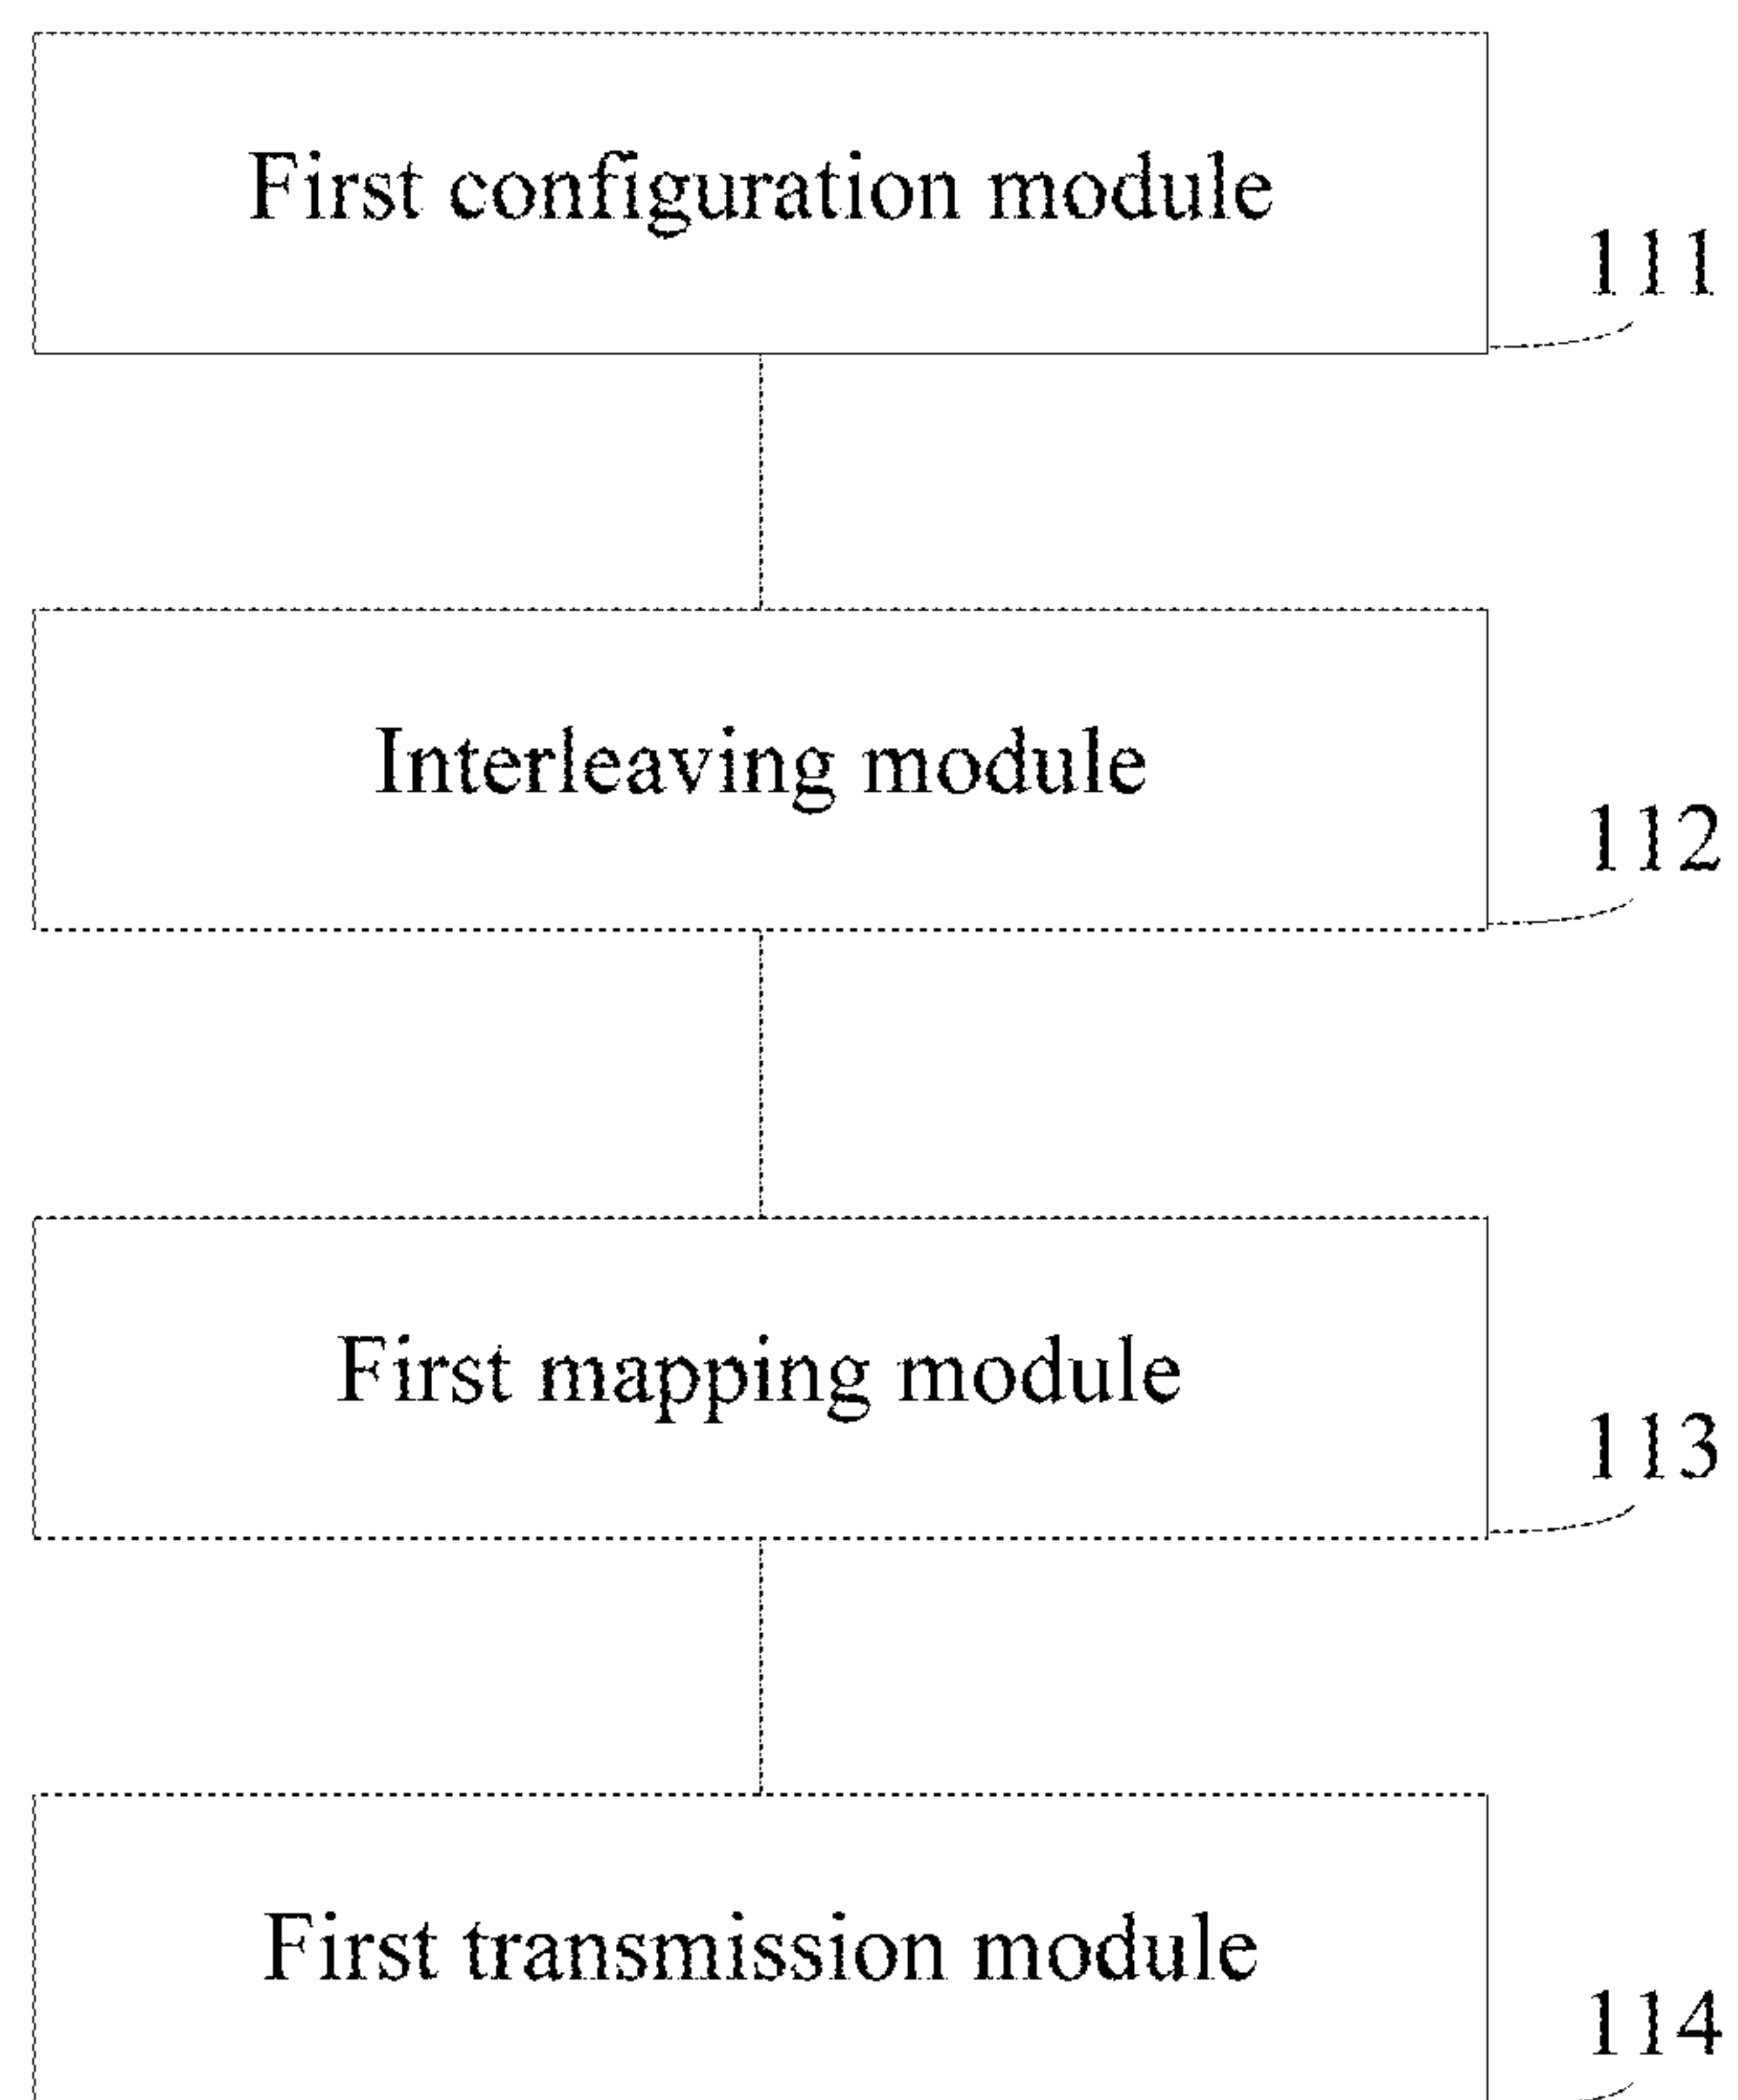 First configuration module
111
Interleaving module
112
First mapping module
113
First transmission module
114